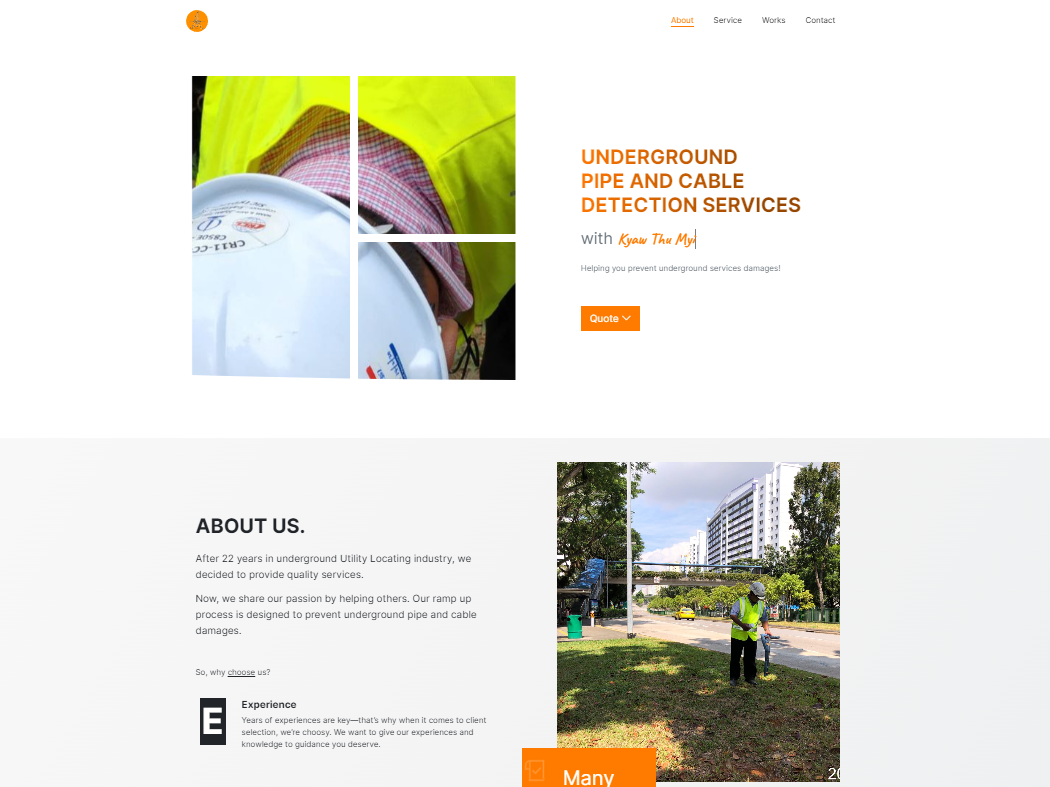 About
Service
Works
Contact
CR11-CC
UNDERGROUND
PIPE AND CABLE
DETECTION SERVICES
with Kyaw Thu Myi
Helping you prevent underground services damages!
Quote
ABOUT US.
After 22 years in underground Utility Locating industry, we
decided to provide quality services.
Now, we share our passion by helping others. Our ramp up
process is designed to prevent underground pipe and cable
damages.
So, why choose us?
E
Experience
Years of experiences are key—that's why when it comes to client
selection, we're choosy. We want to give our experiences and
knowledge to guidance you deserve.
Many
20